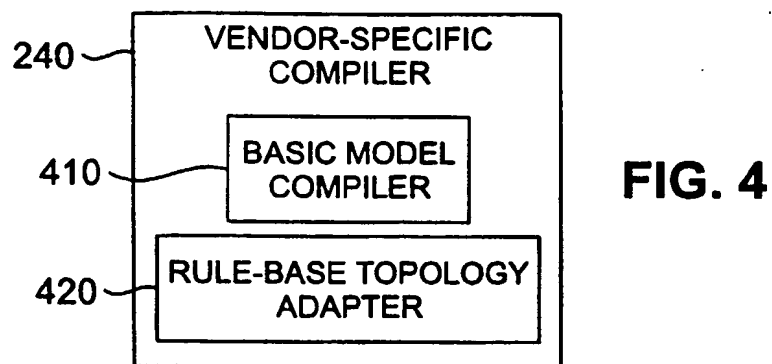 240
VENDOR-SPECIFIC
COMPILER
410
BASIC MODEL
COMPILER
FIG. 4
420
RULE-BASE TOPOLOGY
ADAPTER